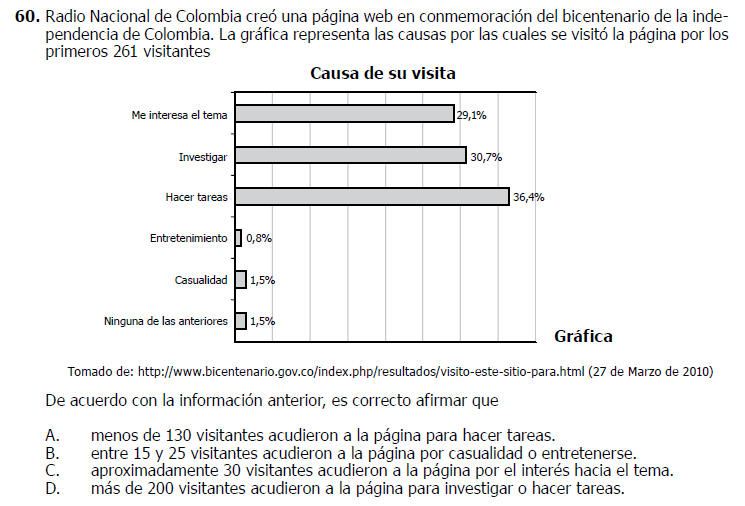 60. Radio Nacional de Colombia creó una página web en conmemoración del bicentenario de la inde-
pendencia de Colombia. La gráfica representa las causas por las cuales se visitó la página por los
primeros 261 visitantes
Causa de su visita
Me interesa el tema 29,1%
Investigar 30,7%
Hacer tareas 36,4%
Entretenimiento 0,8%
Casualidad 1,5%
Ninguna de las anteriores 1,5%
Gráfica
Tomado de: http://www.bicentenario.gov.co/index.php/resultados/visito-este-sitio-para.html (27 de Marzo de 2010)
De acuerdo con la información anterior, es correcto afirmar que
A. menos de 130 visitantes acudieron a la página para hacer tareas.
B. entre 15 y 25 visitantes acudieron a la página por casualidad o entretenerse.
C. aproximadamente 30 visitantes acudieron a la página por el interés hacia el tema.
D. más de 200 visitantes acudieron a la página para investigar o hacer tareas.